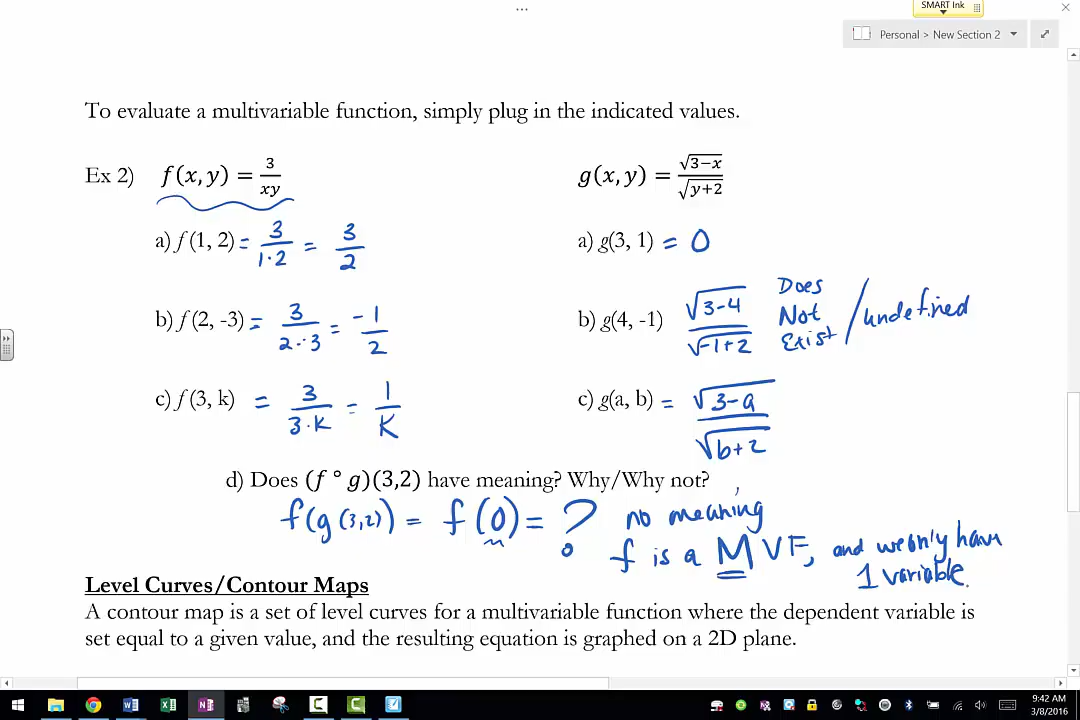 SMART Ink
Personal > New Section 2
To evaluate a multivariable function, simply plug in the indicated values.
Ex 2) f(x,y) = 3/xy
g(x,y) = √3−x/√y+2
a) f(1, 2) = 3/1·2 = 3/2
a) g(3, 1) = 0
b) f(2, -3) = 3/2·-3 = -1/2
b) g(4, -1) √3-4/√-1+2 Does Not Exist / undefined
c) f(3, k) = 3/3·K = 1/K
c) g(a, b) = √3-a/√b+2
d) Does (f ∘ g)(3,2) have meaning? Why/Why not?
f(g(3,2)) = f(0) = ? no meaning
f is a MVF, and we only have
1 variable.
Level Curves/Contour Maps
A contour map is a set of level curves for a multivariable function where the dependent variable is
set equal to a given value, and the resulting equation is graphed on a 2D plane.
9:42 AM
3/8/2016